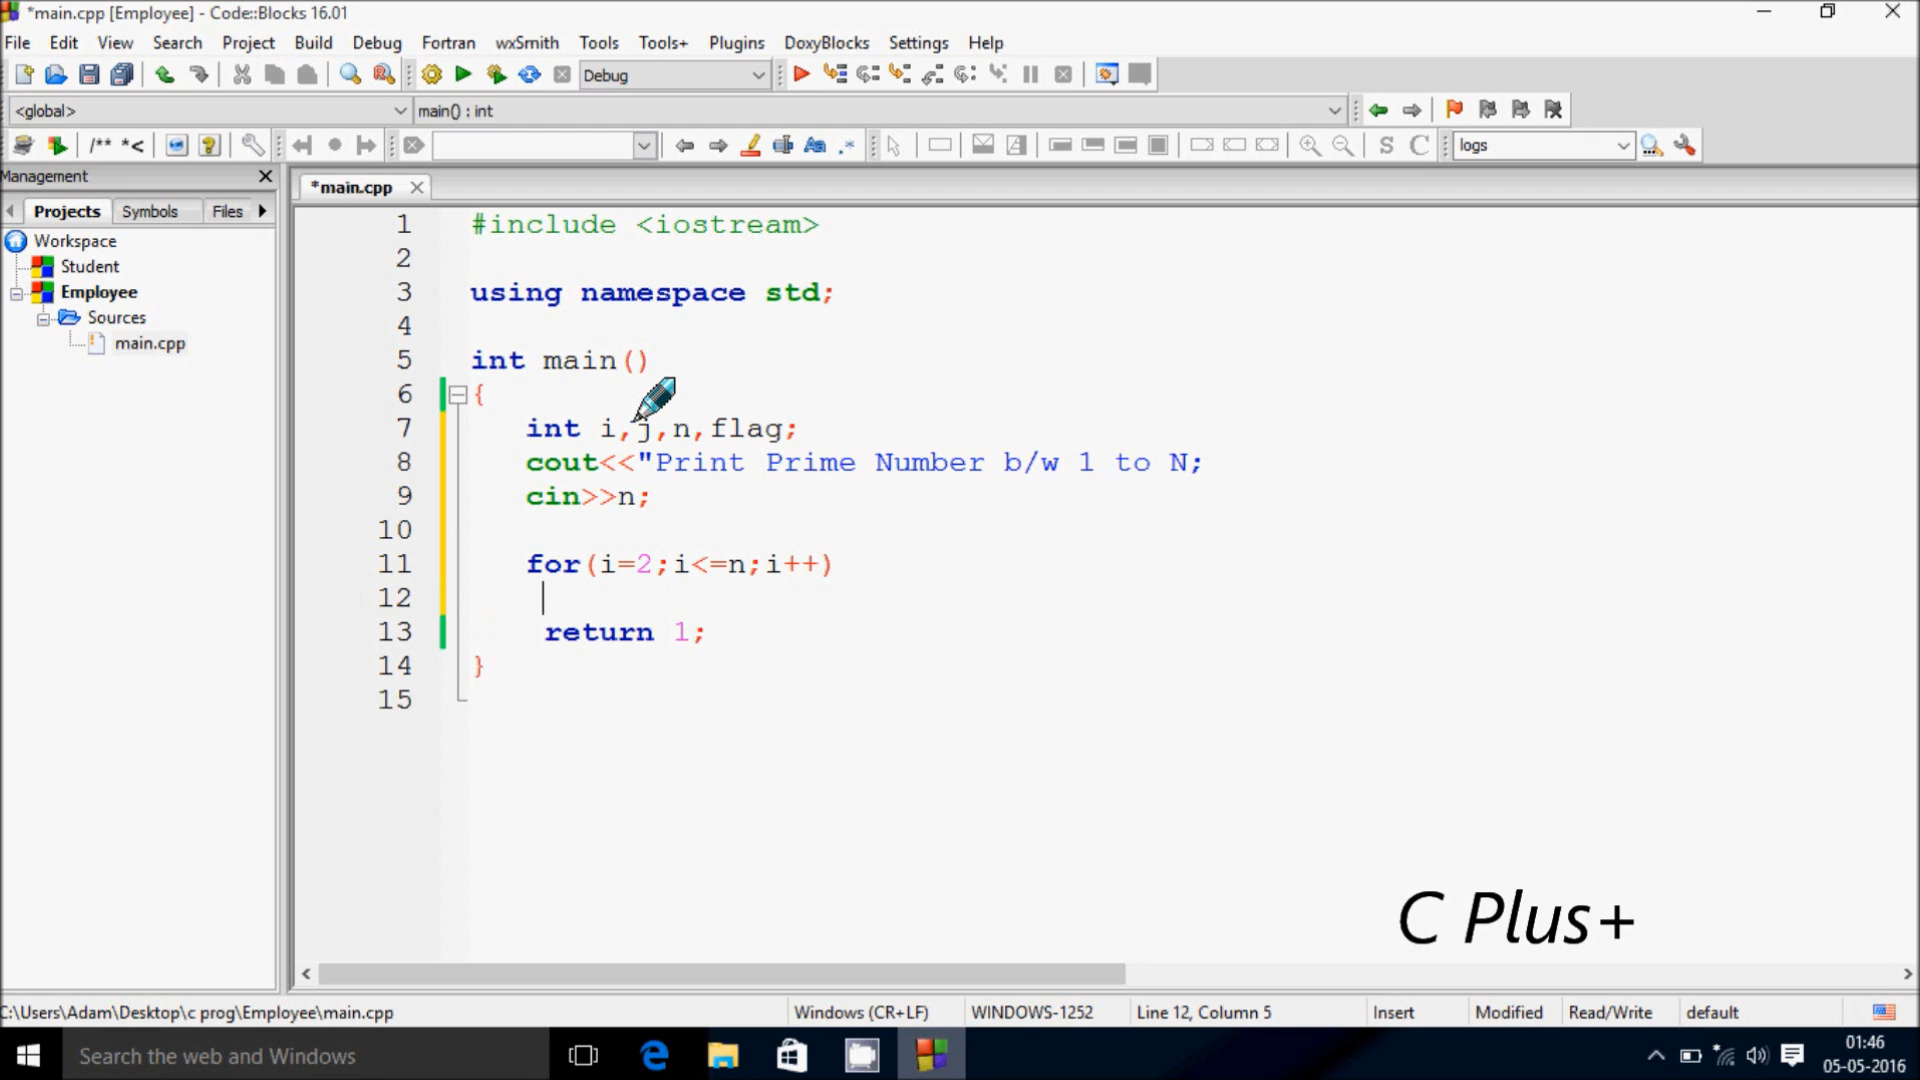 *main.cpp [Employee] - Code::Blocks 16.01
File Edit View Search Project Build Debug Fortran wxSmith Tools Tools+ Plugins DoxyBlocks Settings Help
Debug
<global> main() : int
/** *< .* S C logs
Management
*main.cpp
Projects Symbols Files
Workspace
Student
Employee
Sources
main.cpp
1 #include <iostream>
2
3 using namespace std;
4
5 int main()
6 {
7 int i,j,n,flag;
8 cout<<"Print Prime Number b/w 1 to N;
9 cin>>n;
10
11 for(i=2;i<=n;i++)
12
13 return 1;
14 }
15
C Plus+
C:\Users\Adam\Desktop\c prog\Employee\main.cpp Windows (CR+LF) WINDOWS-1252 Line 12, Column 5 Insert Modified Read/Write default
Search the web and Windows
01:46
05-05-2016